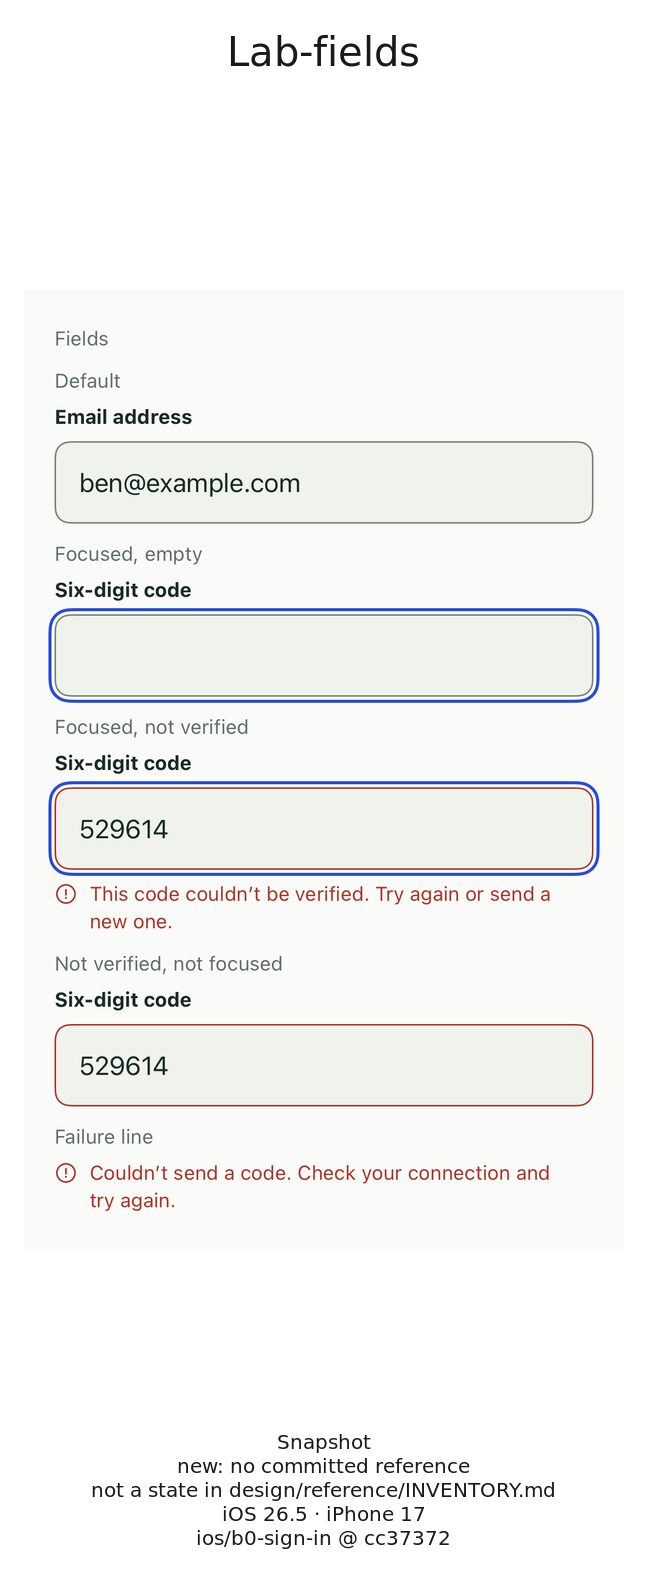 Lab-fields
Fields
Default
Email address
ben@example.com
Focused, empty
Six-digit code
Focused, not verified
Six-digit code
529614
This code couldn’t be verified. Try again or send a
new one.
Not verified, not focused
Six-digit code
529614
Failure line
Couldn’t send a code. Check your connection and
try again.
Snapshot
new: no committed reference
not a state in design/reference/INVENTORY.md
iOS 26.5 · iPhone 17
ios/b0-sign-in @ cc37372